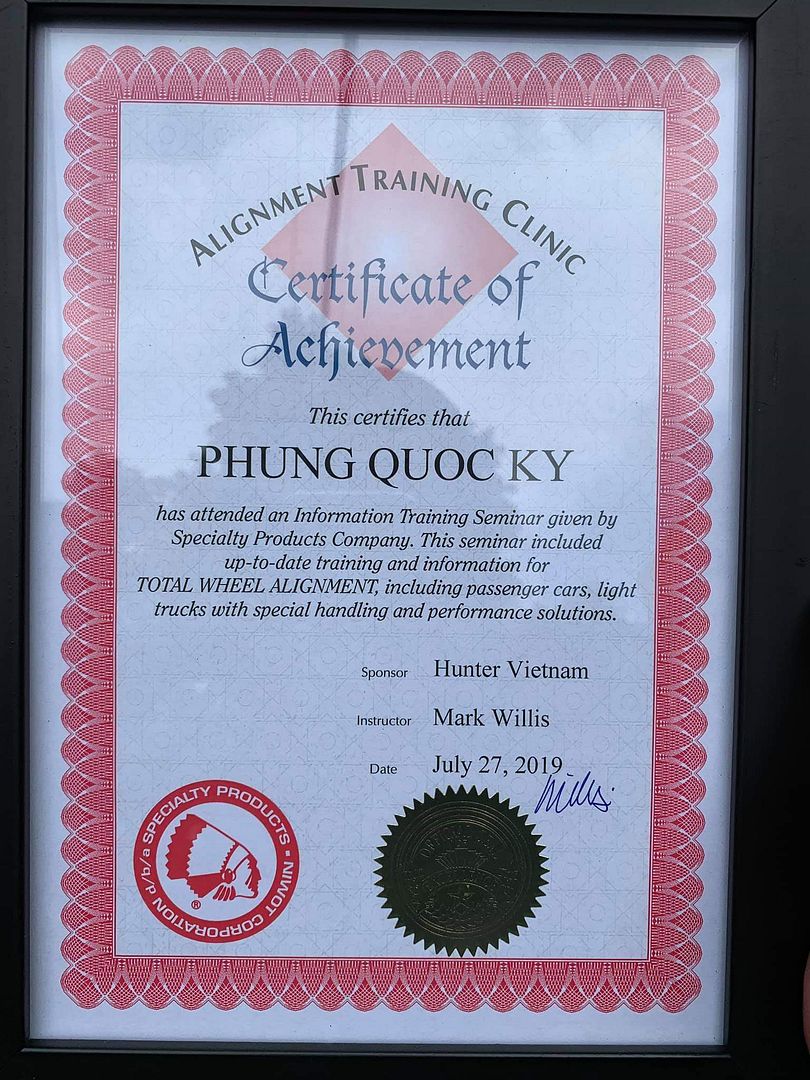 ALIGNMENT TRAINING CLINIC
Certificate of
Achievement
This certifies that
PHUNG QUOC KY
has attended an Information Training Seminar given by
Specialty Products Company. This seminar included
up-to-date training and information for
TOTAL WHEEL ALIGNMENT, including passenger cars, light
trucks with special handling and performance solutions.
Sponsor Hunter Vietnam
Instructor Mark Willis
Date July 27, 2019
Willis
NIWOT CORPORATION d/b/a SPECIALTY PRODUCTS
®